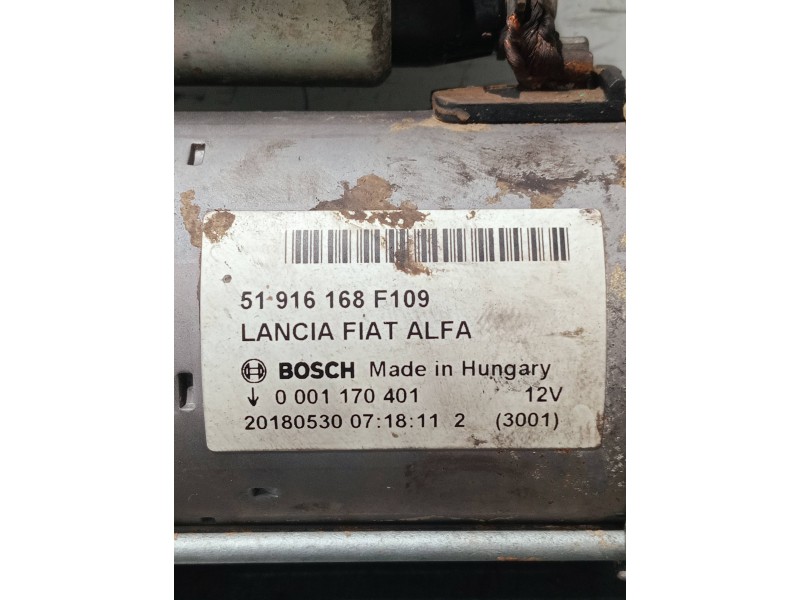 51 916 168 F109
LANCIA FIAT ALFA
BOSCH Made in Hungary
↓ 0 001 170 401 12V
20180530 07:18:11 2 (3001)